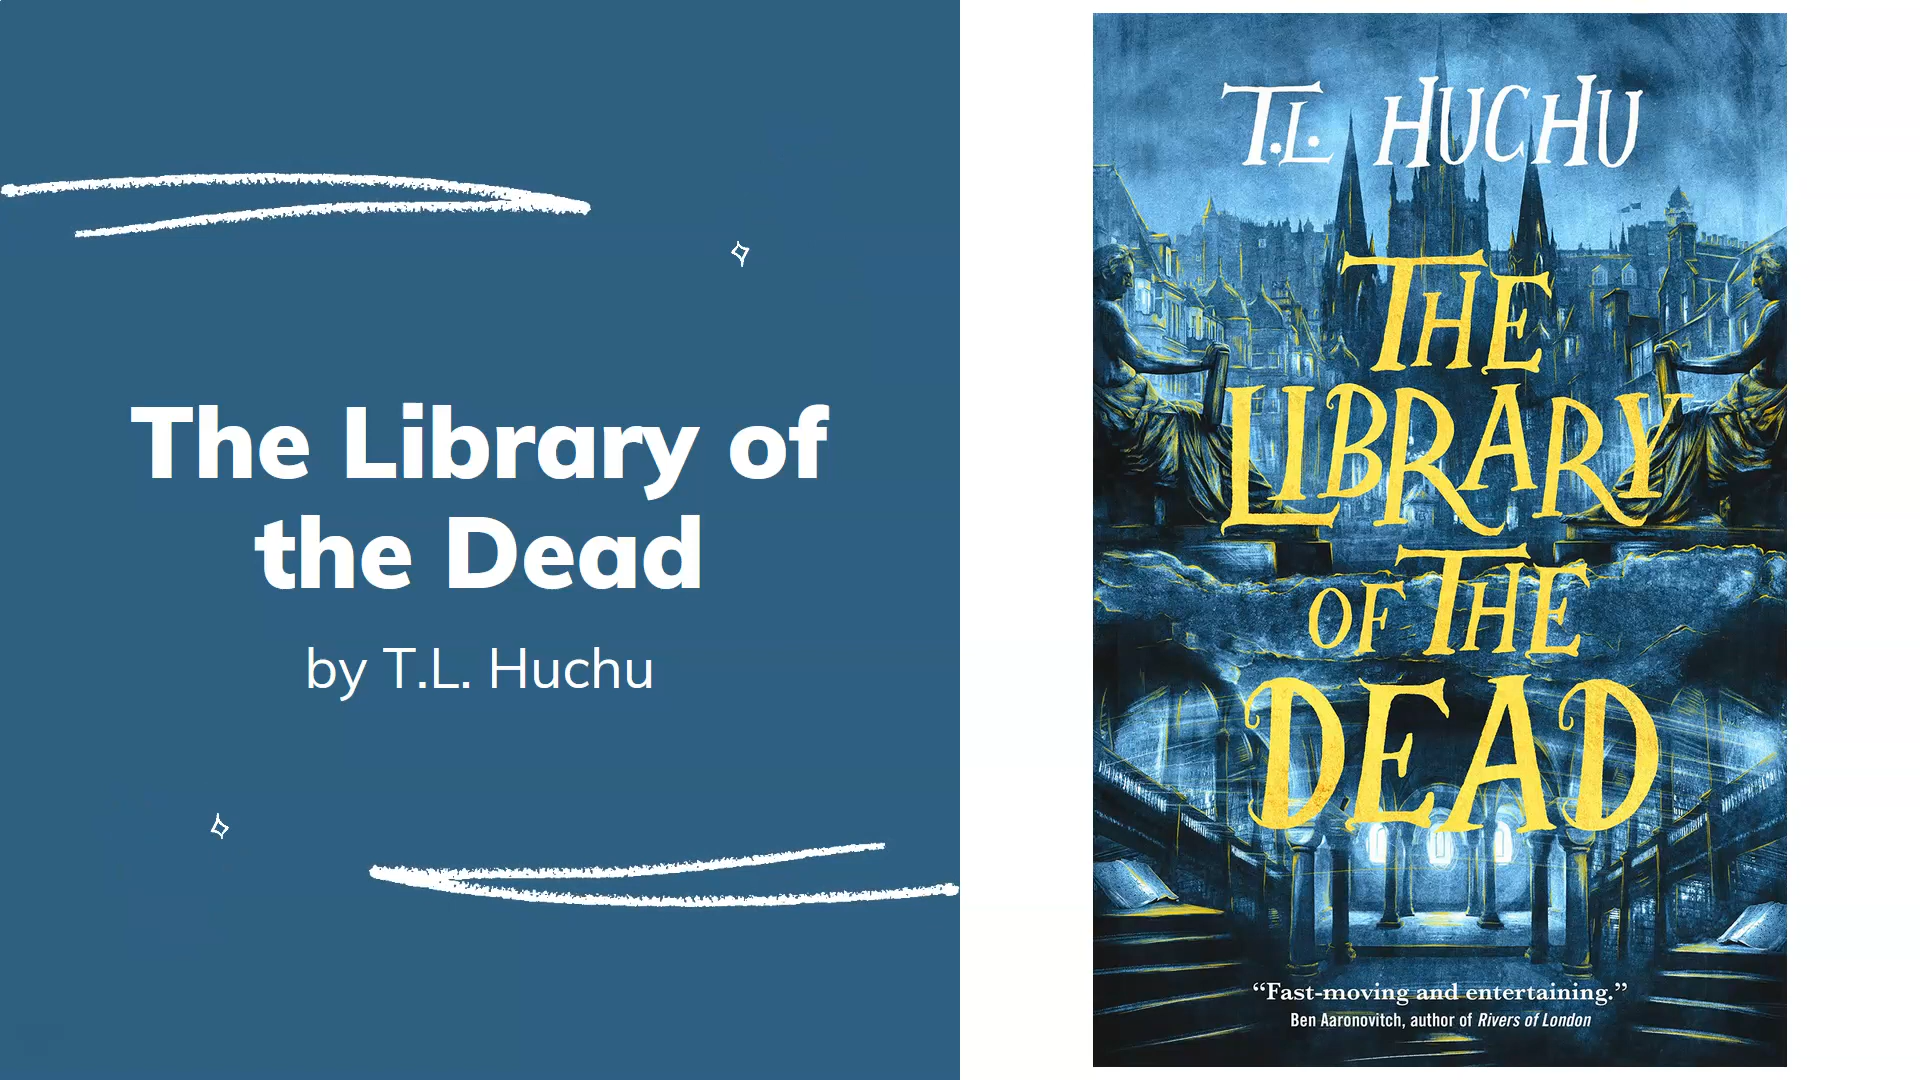 The Library of
the Dead
by T.L. Huchu
T.L. HUCHU
THE
LIBRARY
OF THE
DEAD
“Fast-moving and entertaining.”
Ben Aaronovitch, author of Rivers of London